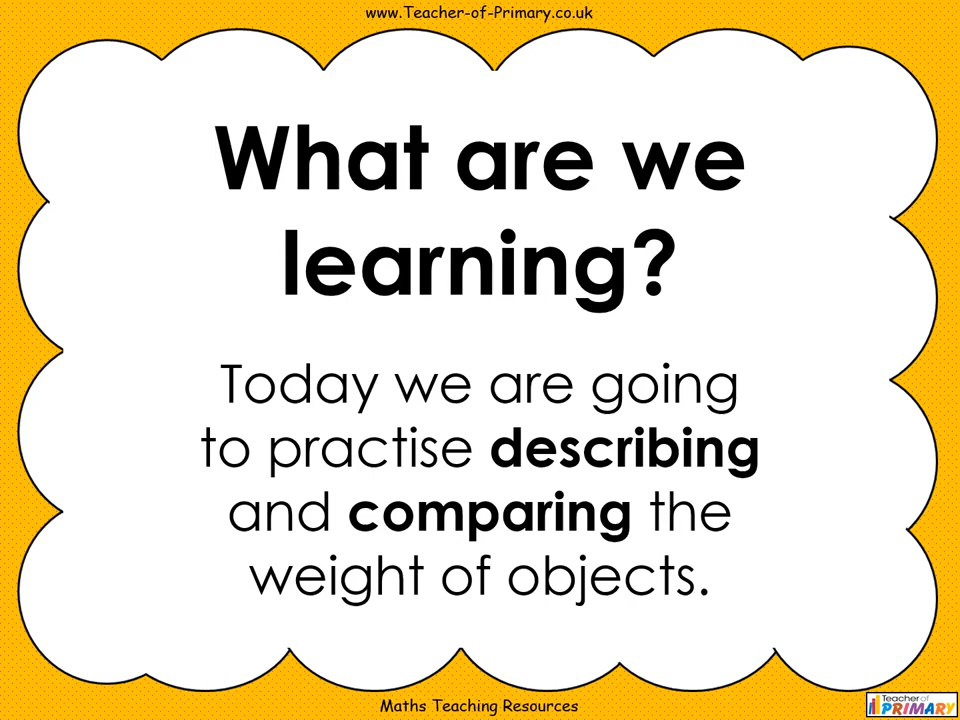 www.Teacher-of-Primary.co.uk
What are we
learning?
Today we are going
to practise describing
and comparing the
weight of objects.
Maths Teaching Resources
Teacher of
PRIMARY